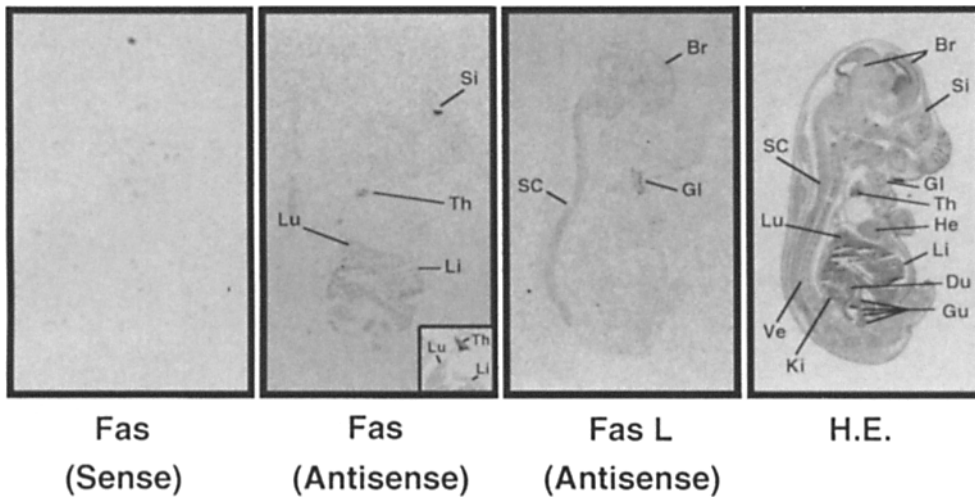 Si
Th
Lu
Li
Lu
Th
Li
Br
SC
Gl
Br
Si
SC
Gl
Th
Lu
He
Li
Du
Gu
Ve
Ki
Fas
(Sense)
Fas
(Antisense)
Fas L
(Antisense)
H.E.